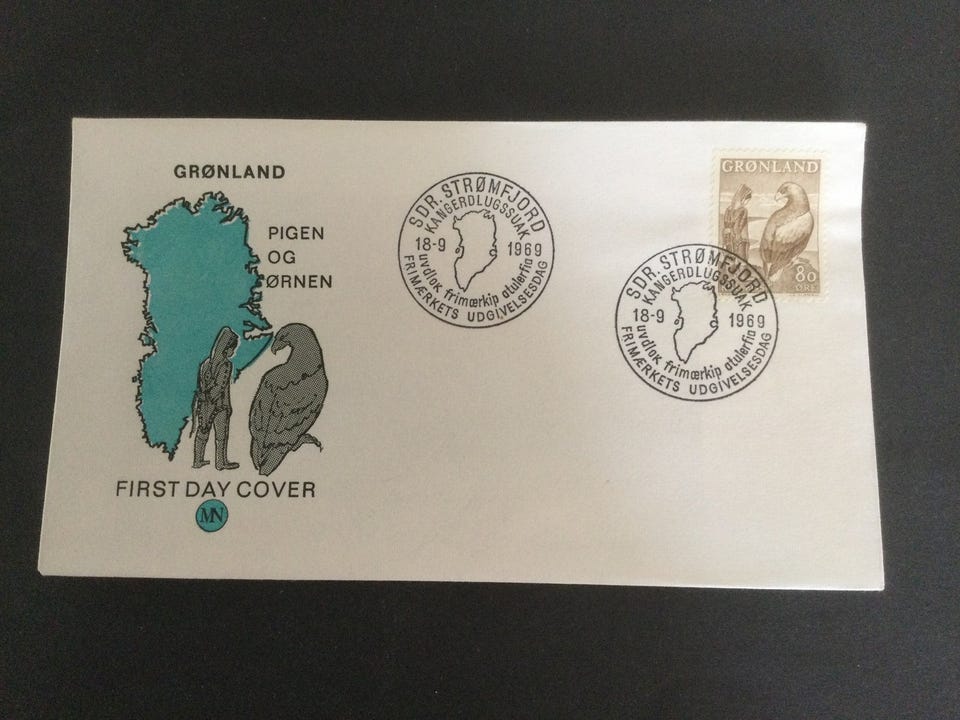 GRØNLAND
PIGEN
OG
ØRNEN
FIRST DAY COVER
MN
SDR. STRØMFJORD
KANGERDLUGSSUAK
18-9 1969
uvdlok frimærkip atulerfia
FRIMÆRKETS UDGIVELSESDAG
GRØNLAND
80
ØRE
SDR. STRØMFJORD
KANGERDLUGSSUAK
18-9 1969
uvdlok frimærkip atulerfia
FRIMÆRKETS UDGIVELSESDAG